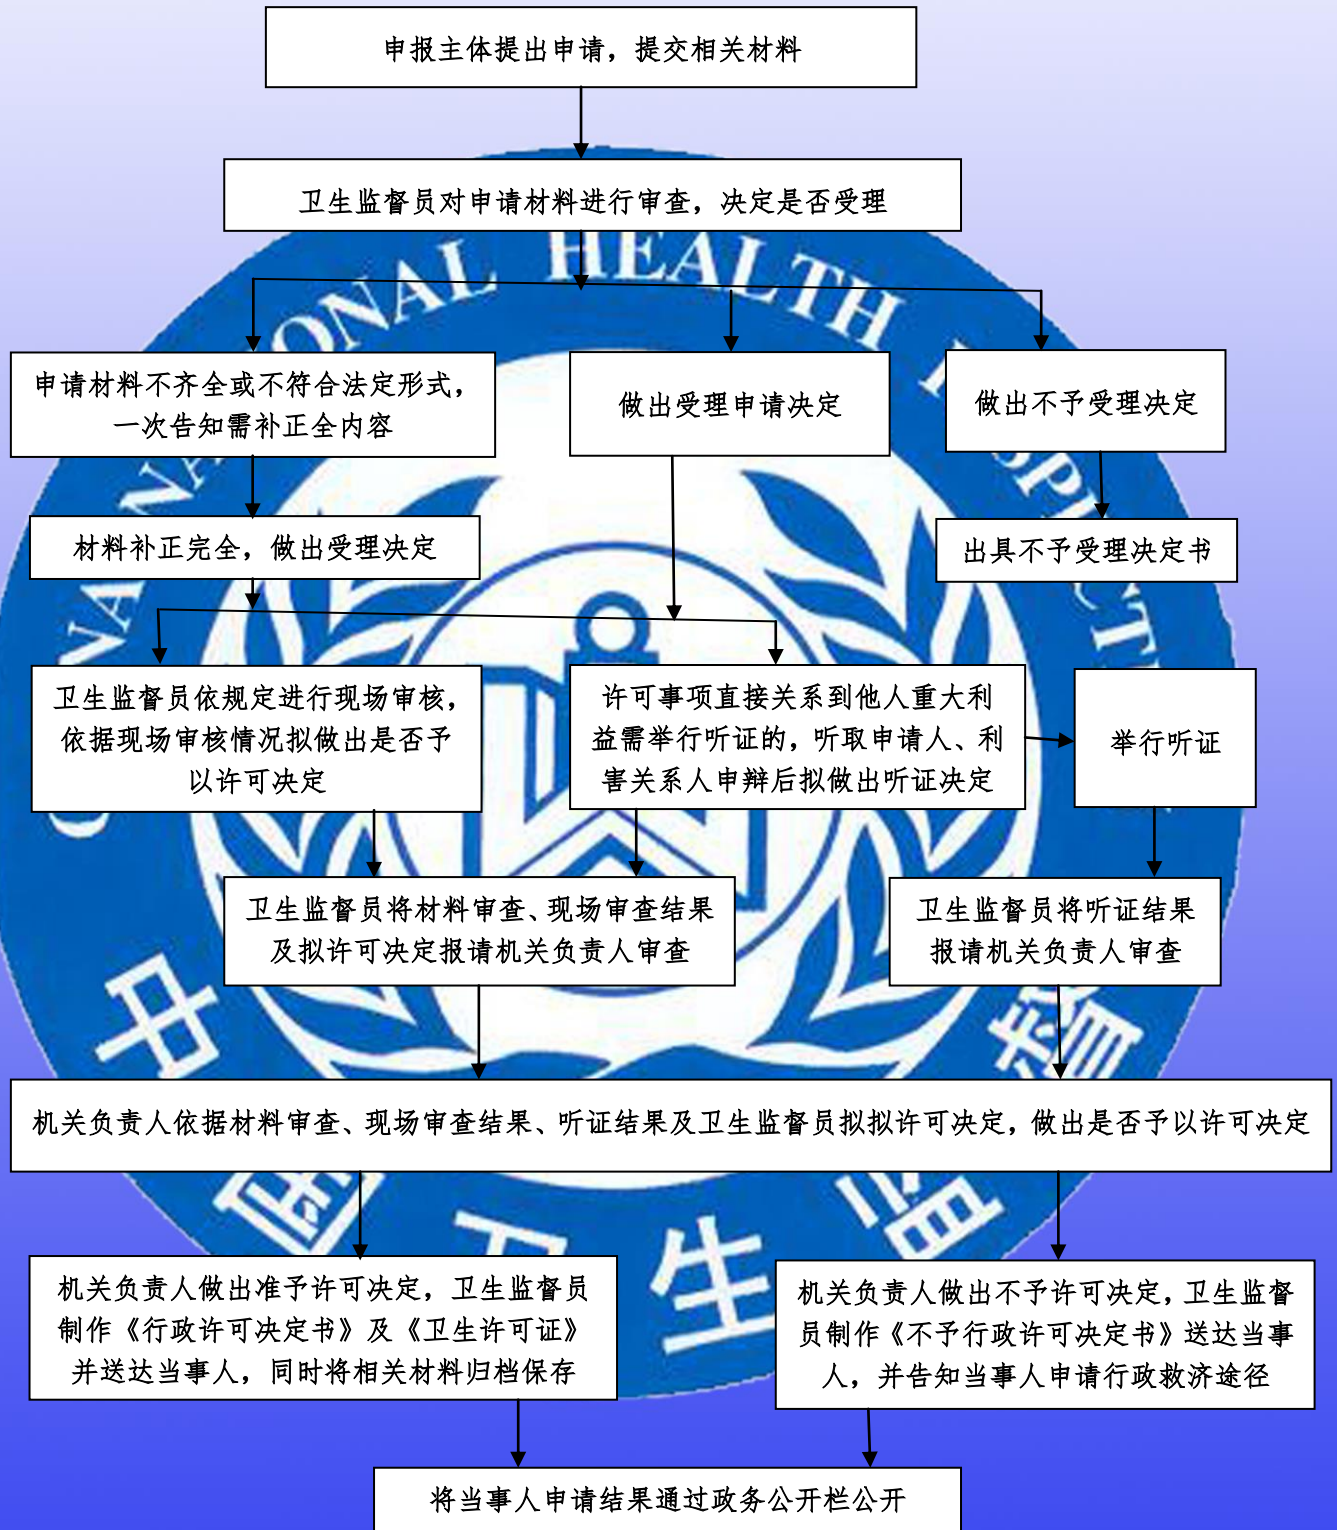 申报主体提出申请，提交相关材料
卫生监督员对申请材料进行审查，决定是否受理
申请材料不齐全或不符合法定形式，
一次告知需补正全内容
做出受理申请决定
做出不予受理决定
材料补正完全，做出受理决定
出具不予受理决定书
卫生监督员依规定进行现场审核，
依据现场审核情况拟做出是否予
以许可决定
许可事项直接关系到他人重大利
益需举行听证的，听取申请人、利
害关系人申辩后拟做出听证决定
举行听证
卫生监督员将材料审查、现场审查结果
及拟许可决定报请机关负责人审查
卫生监督员将听证结果
报请机关负责人审查
机关负责人依据材料审查、现场审查结果、听证结果及卫生监督员拟拟许可决定，做出是否予以许可决定
机关负责人做出准予许可决定，卫生监督员
制作《行政许可决定书》及《卫生许可证》
并送达当事人，同时将相关材料归档保存
机关负责人做出不予许可决定，卫生监督
员制作《不予行政许可决定书》送达当事
人，并告知当事人申请行政救济途径
将当事人申请结果通过政务公开栏公开
HEALTH
中国卫生监督